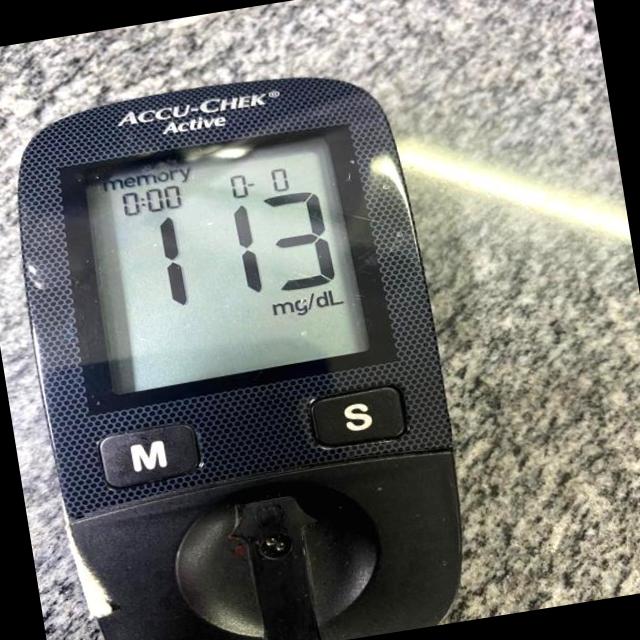 ACCU-CHEK®
Active
memory
0:00 0-0
113
mg/dL
M S